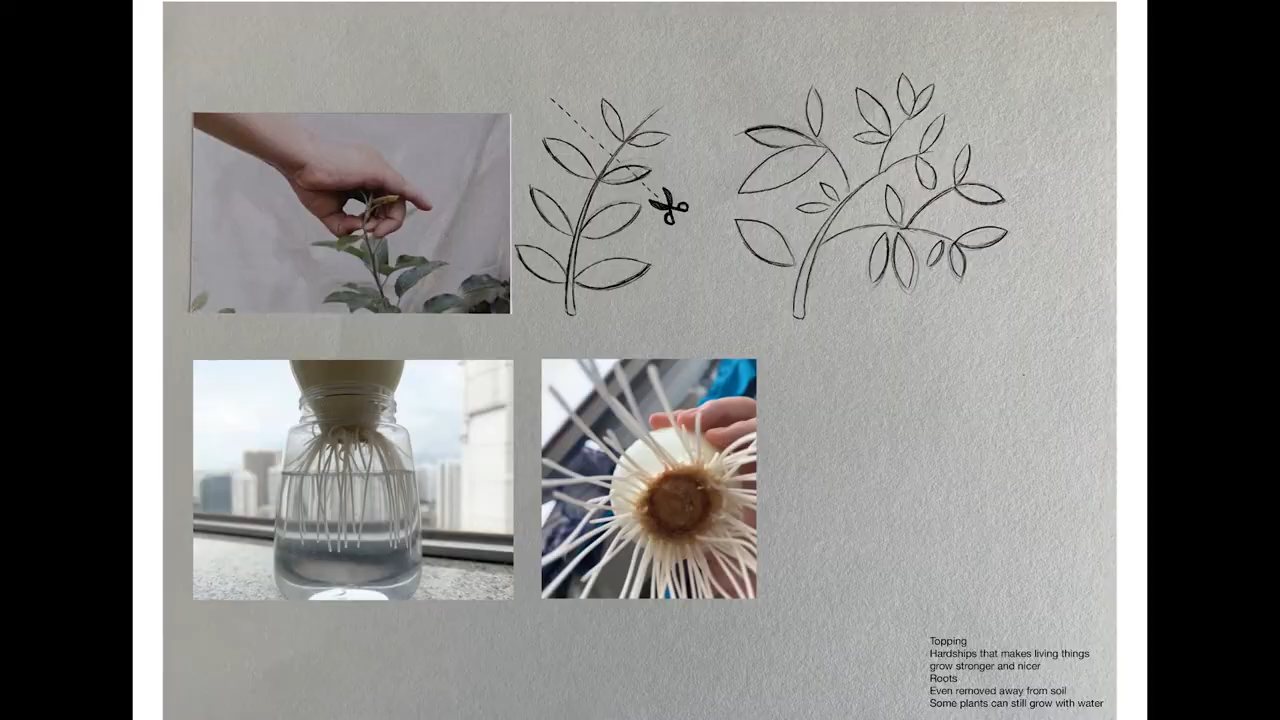 Topping
Hardships that makes living things
grow stronger and nicer
Roots
Even removed away from soil
Some plants can still grow with water